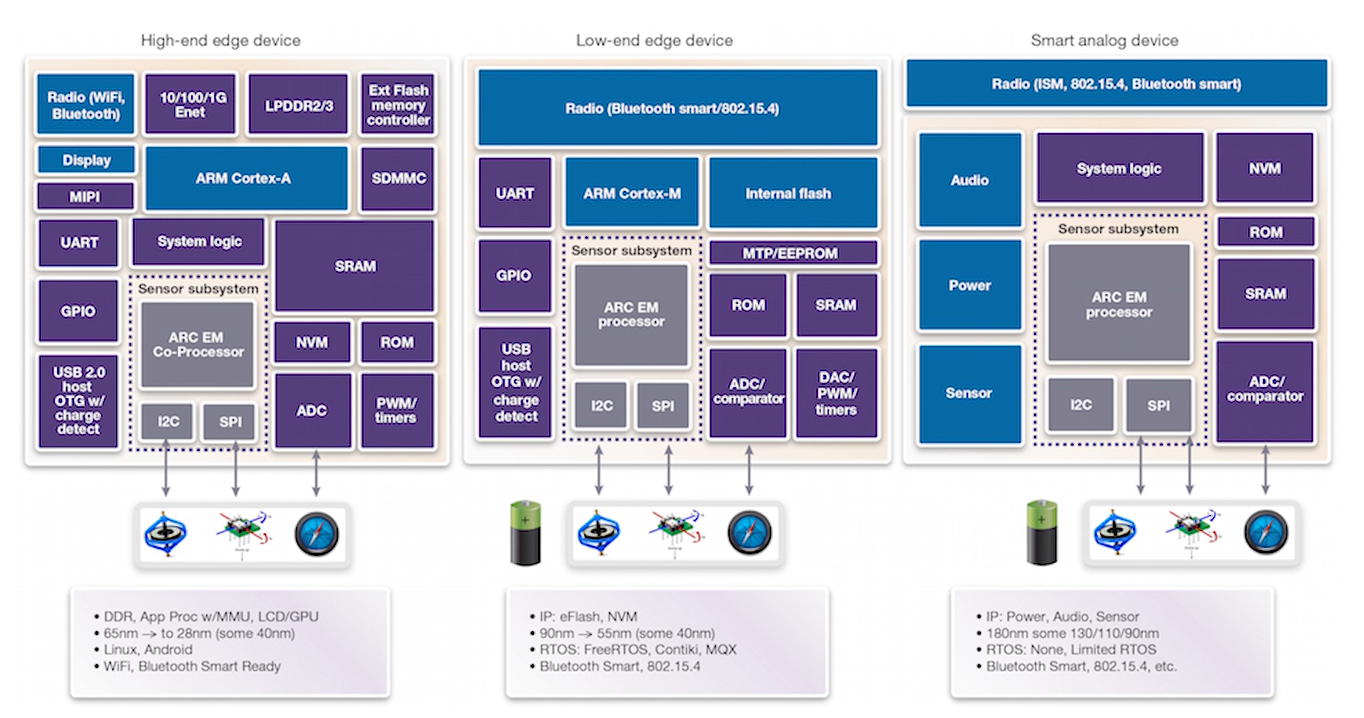 High-end edge device
Radio (WiFi,
Bluetooth)
10/100/1G
Enet
LPDDR2/3
Ext Flash
memory
controller
Display
MIPI
ARM Cortex-A
SDMMC
UART
System logic
SRAM
GPIO
Sensor subsystem
ARC EM
Co-Processor
NVM
ROM
USB 2.0
host
OTG w/
charge
detect
I2C
SPI
ADC
PWM/
timers
• DDR, App Proc w/MMU, LCD/GPU
• 65nm → to 28nm (some 40nm)
• Linux, Android
• WiFi, Bluetooth Smart Ready
Low-end edge device
Radio (Bluetooth smart/802.15.4)
UART
ARM Cortex-M
Internal flash
GPIO
Sensor subsystem
MTP/EEPROM
ARC EM
processor
ROM
SRAM
USB
host
OTG w/
charge
detect
I2C
SPI
ADC/
comparator
DAC/
PWM/
timers
• IP: eFlash, NVM
• 90nm → 55nm (some 40nm)
• RTOS: FreeRTOS, Contiki, MQX
• Bluetooth Smart, 802.15.4
Smart analog device
Radio (ISM, 802.15.4, Bluetooth smart)
Audio
System logic
NVM
Sensor subsystem
ROM
Power
ARC EM
processor
SRAM
Sensor
I2C
SPI
ADC/
comparator
• IP: Power, Audio, Sensor
• 180nm some 130/110/90nm
• RTOS: None, Limited RTOS
• Bluetooth Smart, 802.15.4, etc.